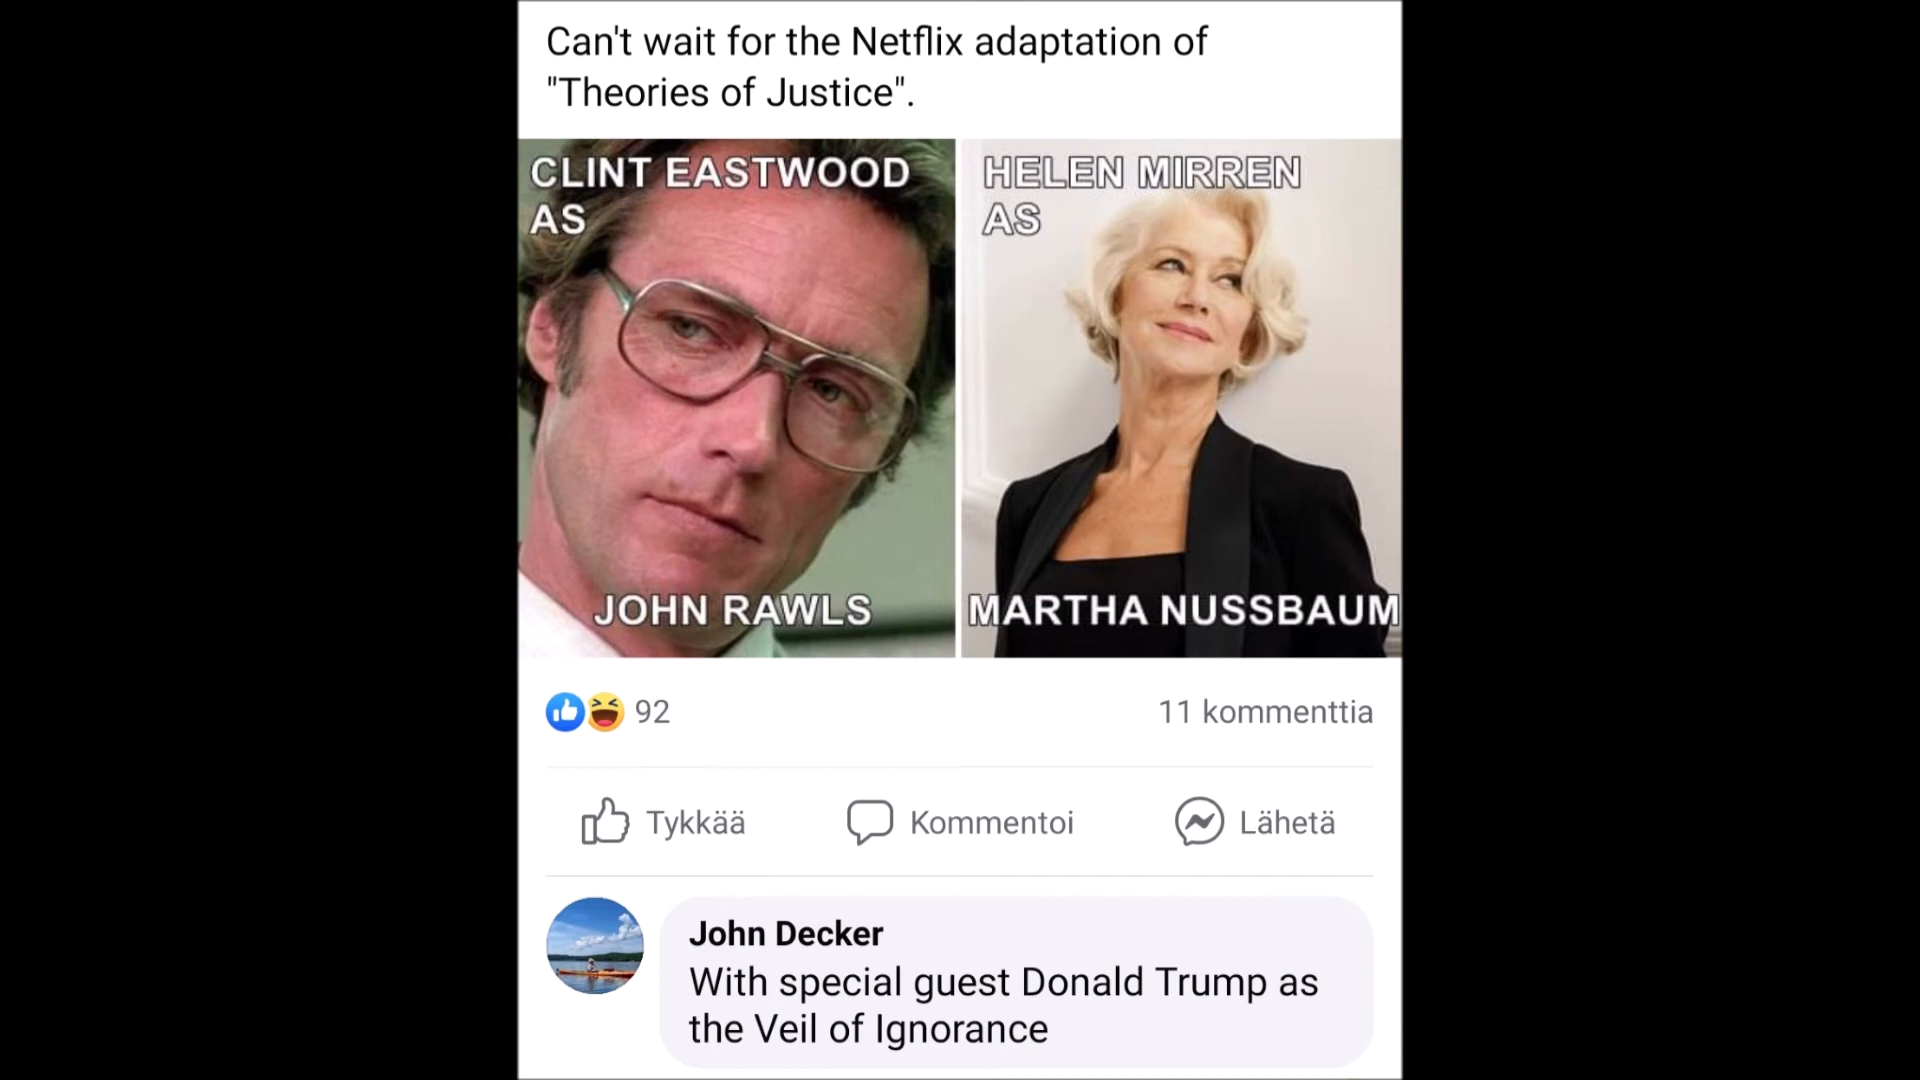 Can't wait for the Netflix adaptation of
"Theories of Justice".
CLINT EASTWOOD
AS
JOHN RAWLS
HELEN MIRREN
AS
MARTHA NUSSBAUM
92
11 kommenttia
Tykkää
Kommentoi
Lähetä
John Decker
With special guest Donald Trump as
the Veil of Ignorance